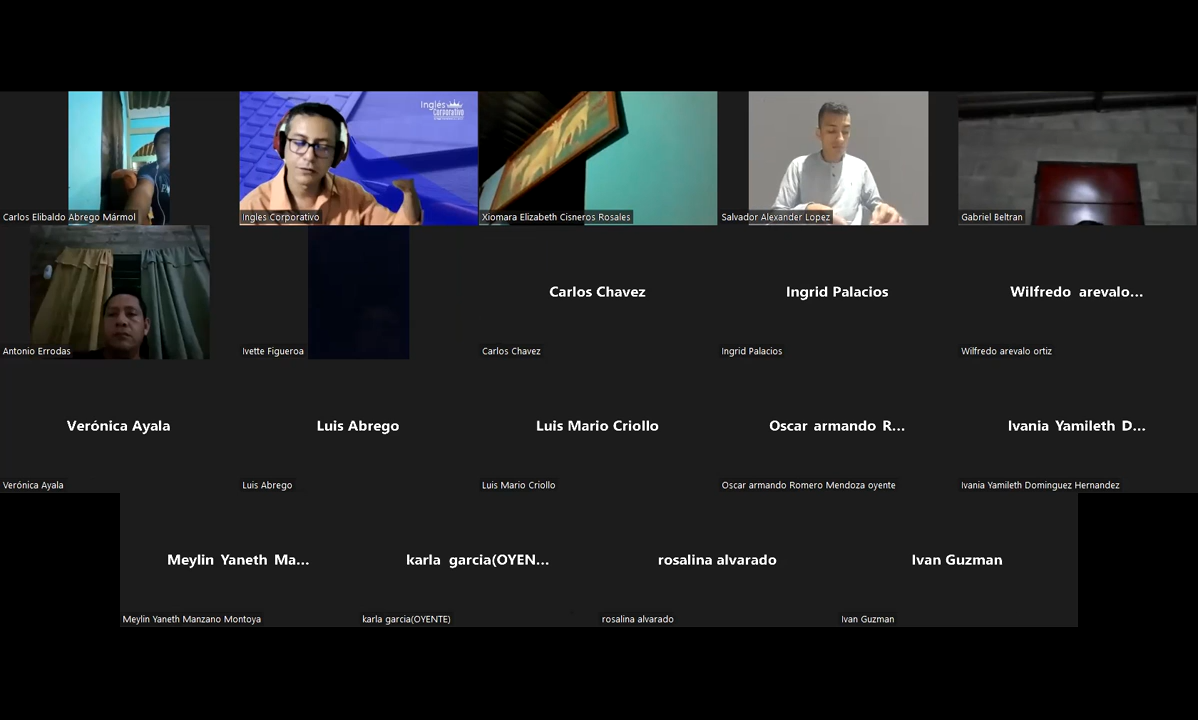 Inglés
Corporativo
Carlos Elibaldo Abrego Mármol
Ingles Corporativo
Xiomara Elizabeth Cisneros Rosales
Salvador Alexander Lopez
Gabriel Beltran
Antonio Errodas
Ivette Figueroa
Carlos Chavez
Carlos Chavez
Ingrid Palacios
Ingrid Palacios
Wilfredo arevalo...
Wilfredo arevalo ortiz
Verónica Ayala
Verónica Ayala
Luis Abrego
Luis Abrego
Luis Mario Criollo
Luis Mario Criollo
Oscar armando R...
Oscar armando Romero Mendoza oyente
Ivania Yamileth D...
Ivania Yamileth Dominguez Hernandez
Meylin Yaneth Ma...
Meylin Yaneth Manzano Montoya
karla garcia(OYEN...
karla garcia(OYENTE)
rosalina alvarado
rosalina alvarado
Ivan Guzman
Ivan Guzman